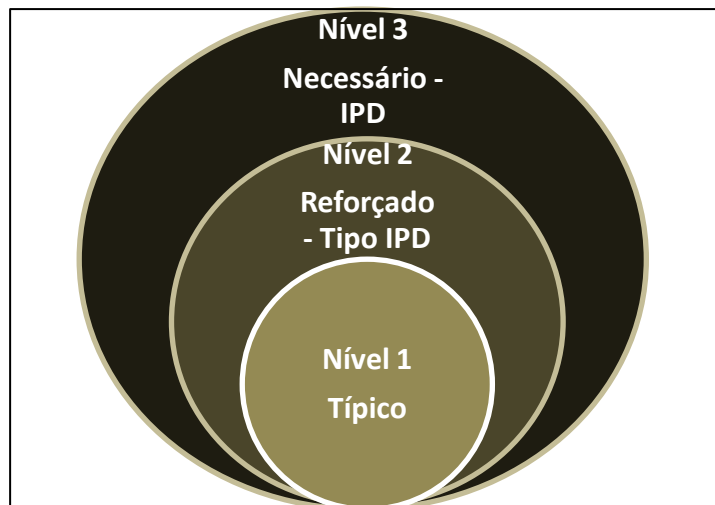 Nível 3
Necessário -
IPD
Nível 2
Reforçado
- Tipo IPD
Nível 1
Típico